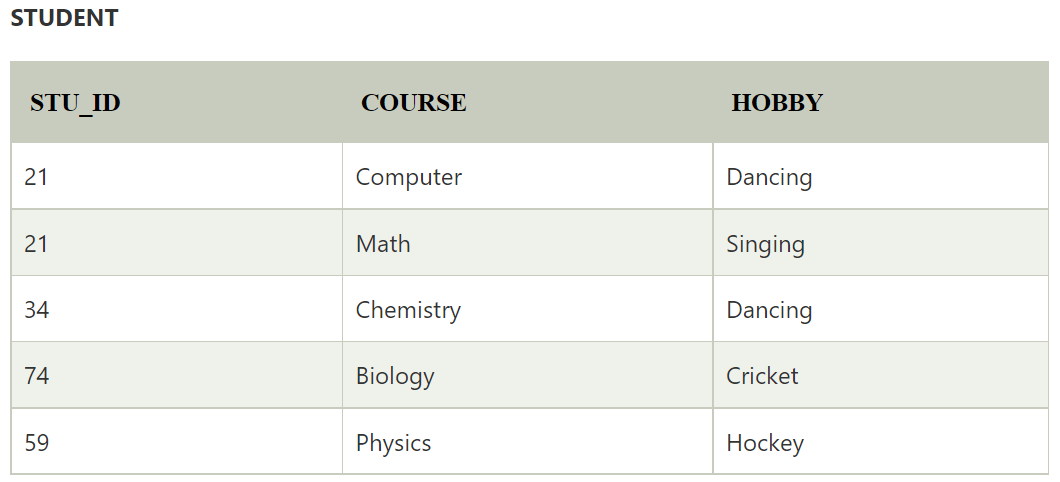 STUDENT
STU_ID COURSE HOBBY
21 Computer Dancing
21 Math Singing
34 Chemistry Dancing
74 Biology Cricket
59 Physics Hockey